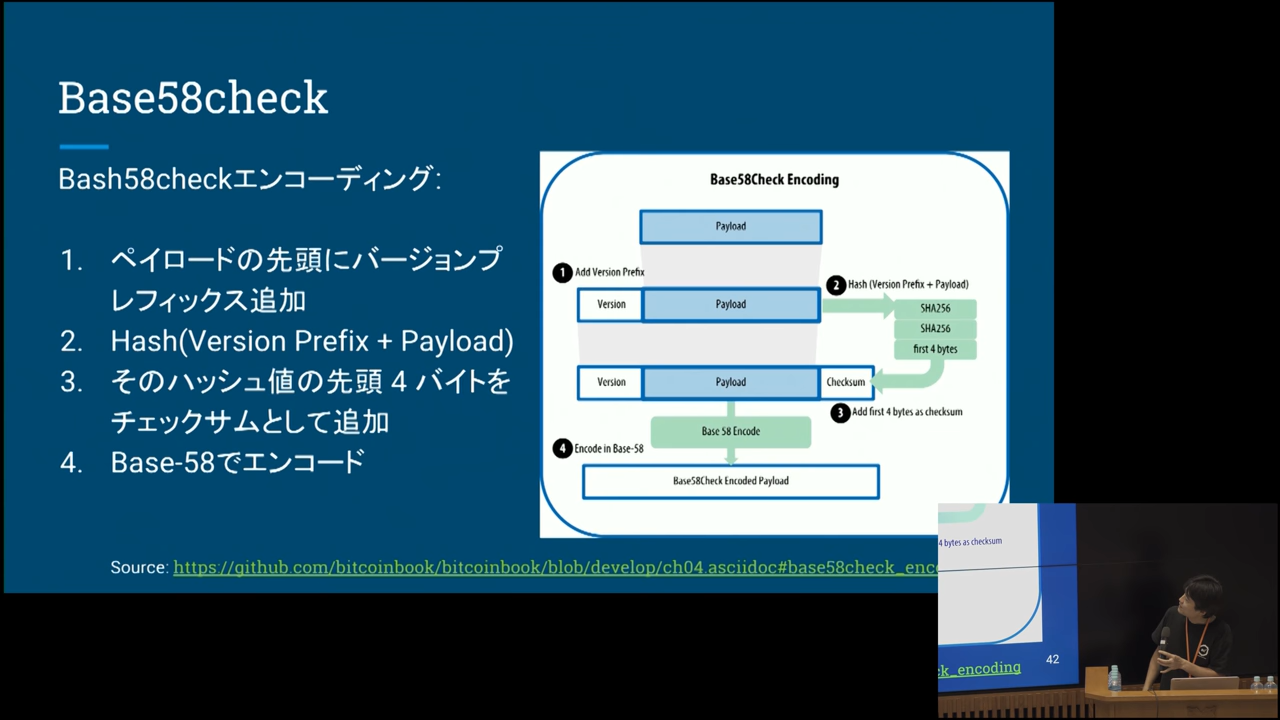 Base58check
Bash58checkエンコーディング:
1. ペイロードの先頭にバージョンプ
レフィックス追加
2. Hash(Version Prefix + Payload)
3. そのハッシュ値の先頭 4 バイトを
チェックサムとして追加
4. Base-58でエンコード
Base58Check Encoding
Payload
1 Add Version Prefix
2 Hash (Version Prefix + Payload)
Version Payload
SHA256
SHA256
first 4 bytes
Version Payload Checksum
3 Add first 4 bytes as checksum
Base 58 Encode
4 Encode in Base-58
Base58Check Encoded Payload
Source: https://github.com/bitcoinbook/bitcoinbook/blob/develop/ch04.asciidoc#base58check_enc
4 bytes as checksum
k_encoding
42